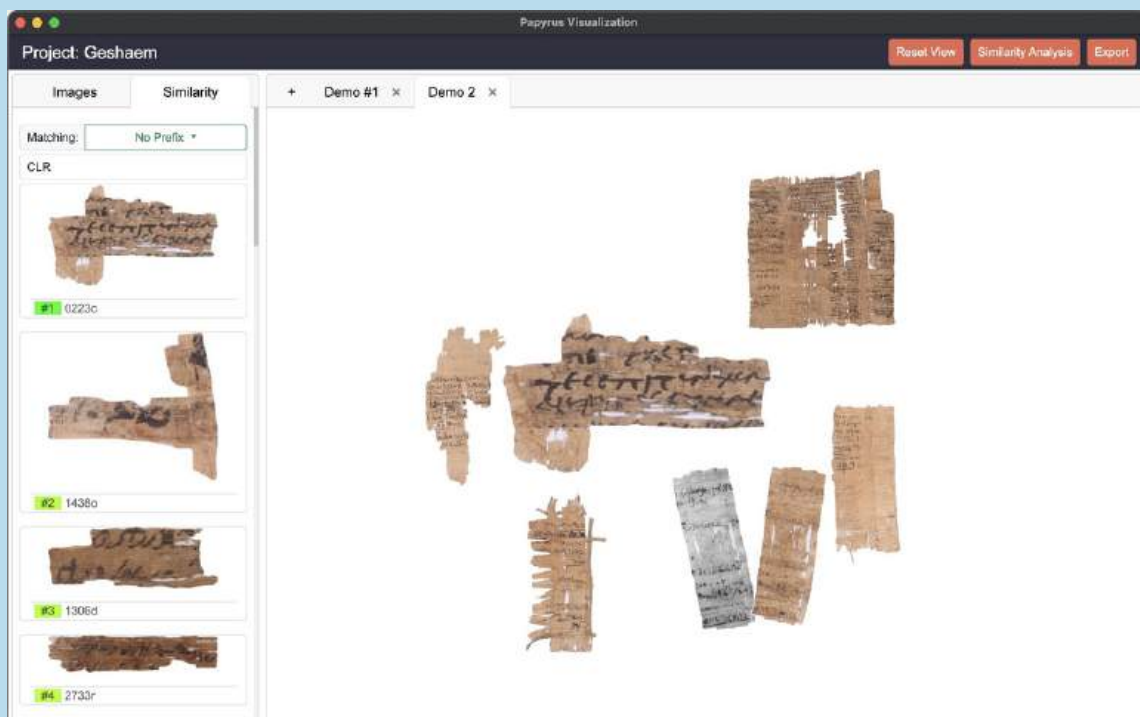 Papyrus Visualization
Project: Geshaem
Reset View
Similarity Analysis
Export
Images
Similarity
+ Demo #1 × Demo 2 ×
Matching:
No Prefix
CLR
#1 0223c
#2 1438o
#3 1306d
#4 2733r